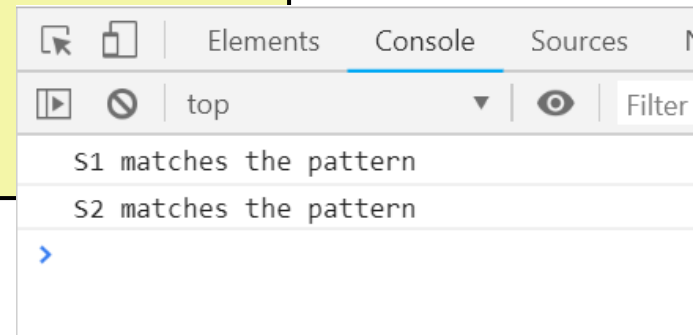 Elements Console Sources
top Filter
S1 matches the pattern
S2 matches the pattern